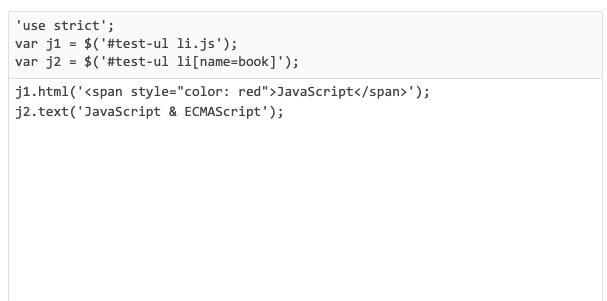 'use strict';
var j1 = $('#test-ul li.js');
var j2 = $('#test-ul li[name=book]');
j1.html('<span style="color: red">JavaScript</span>');
j2.text('JavaScript & ECMAScript');